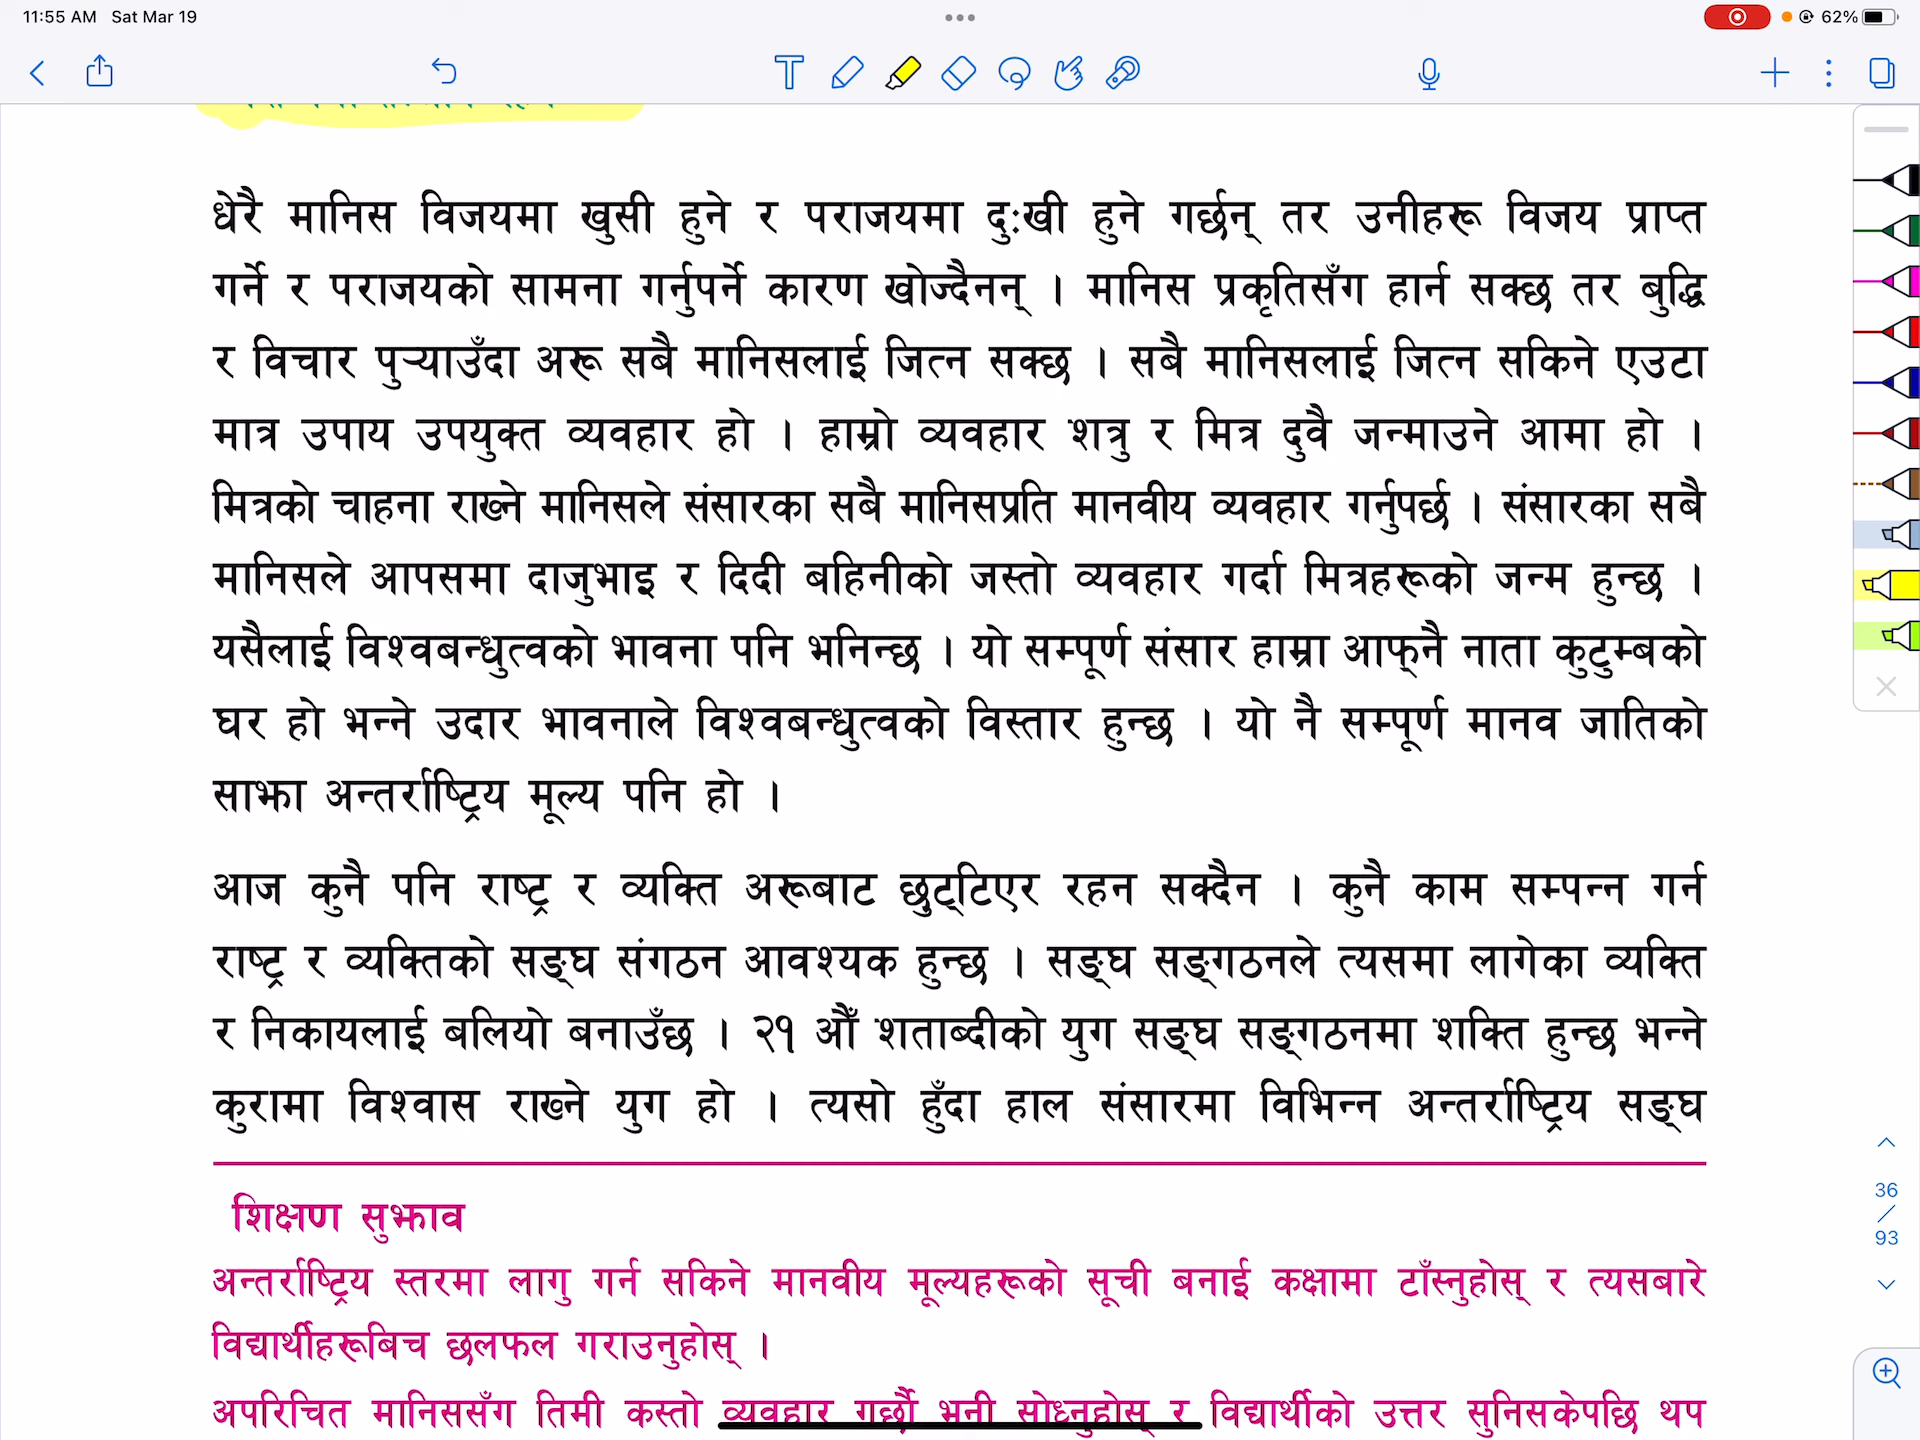 11:55 AM Sat Mar 19
62%
धेरै मानिस विजयमा खुसी हुने र पराजयमा दुःखी हुने गर्छन् तर उनीहरू विजय प्राप्त
गर्ने र पराजयको सामना गर्नुपर्ने कारण खोज्दैनन् । मानिस प्रकृतिसँग हार्न सक्छ तर बुद्धि
र विचार पुऱ्याउँदा अरू सबै मानिसलाई जित्न सक्छ । सबै मानिसलाई जित्न सकिने एउटा
मात्र उपाय उपयुक्त व्यवहार हो । हाम्रो व्यवहार शत्रु र मित्र दुवै जन्माउने आमा हो ।
मित्रको चाहना राख्ने मानिसले संसारका सबै मानिसप्रति मानवीय व्यवहार गर्नुपर्छ । संसारका सबै
मानिसले आपसमा दाजुभाइ र दिदी बहिनीको जस्तो व्यवहार गर्दा मित्रहरूको जन्म हुन्छ ।
यसैलाई विश्वबन्धुत्वको भावना पनि भनिन्छ । यो सम्पूर्ण संसार हाम्रा आफ्‌नै नाता कुटुम्बको
घर हो भन्ने उदार भावनाले विश्वबन्धुत्वको विस्तार हुन्छ । यो नै सम्पूर्ण मानव जातिको
साझा अन्तर्राष्ट्रिय मूल्य पनि हो ।
आज कुनै पनि राष्ट्र र व्यक्ति अरूबाट छुट्टिएर रहन सक्दैन । कुनै काम सम्पन्न गर्न
राष्ट्र र व्यक्तिको सङ्घ संगठन आवश्यक हुन्छ । सङ्घ सङ्गठनले त्यसमा लागेका व्यक्ति
र निकायलाई बलियो बनाउँछ । २१ औँ शताब्दीको युग सङ्घ सङ्गठनमा शक्ति हुन्छ भन्ने
कुरामा विश्वास राख्ने युग हो । त्यसो हुँदा हाल संसारमा विभिन्न अन्तर्राष्ट्रिय सङ्घ
शिक्षण सुझाव
अन्तर्राष्ट्रिय स्तरमा लागु गर्न सकिने मानवीय मूल्यहरूको सूची बनाई कक्षामा टाँस्नुहोस् र त्यसबारे
विद्यार्थीहरूबिच छलफल गराउनुहोस् ।
अपरिचित मानिससँग तिमी कस्तो व्यवहार गर्छौ भनी सोध्नुहोस् र विद्यार्थीको उत्तर सुनिसकेपछि थप
36
/
93